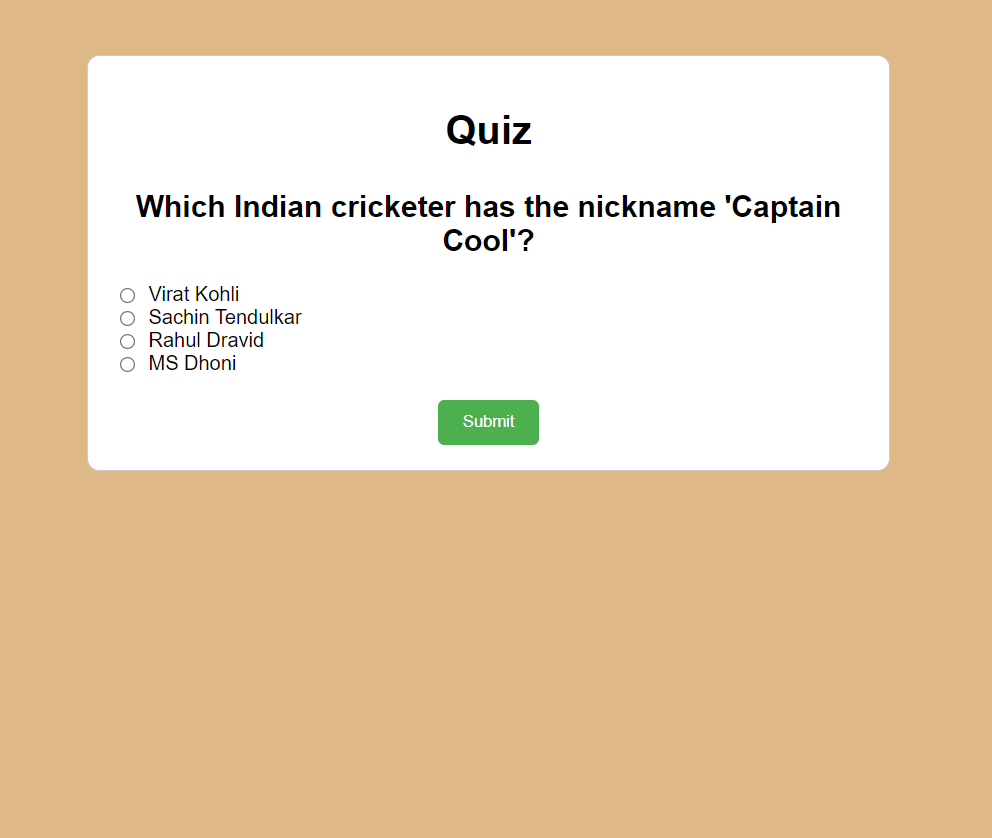 Quiz
Which Indian cricketer has the nickname 'Captain
Cool'?
Virat Kohli
Sachin Tendulkar
Rahul Dravid
MS Dhoni
Submit